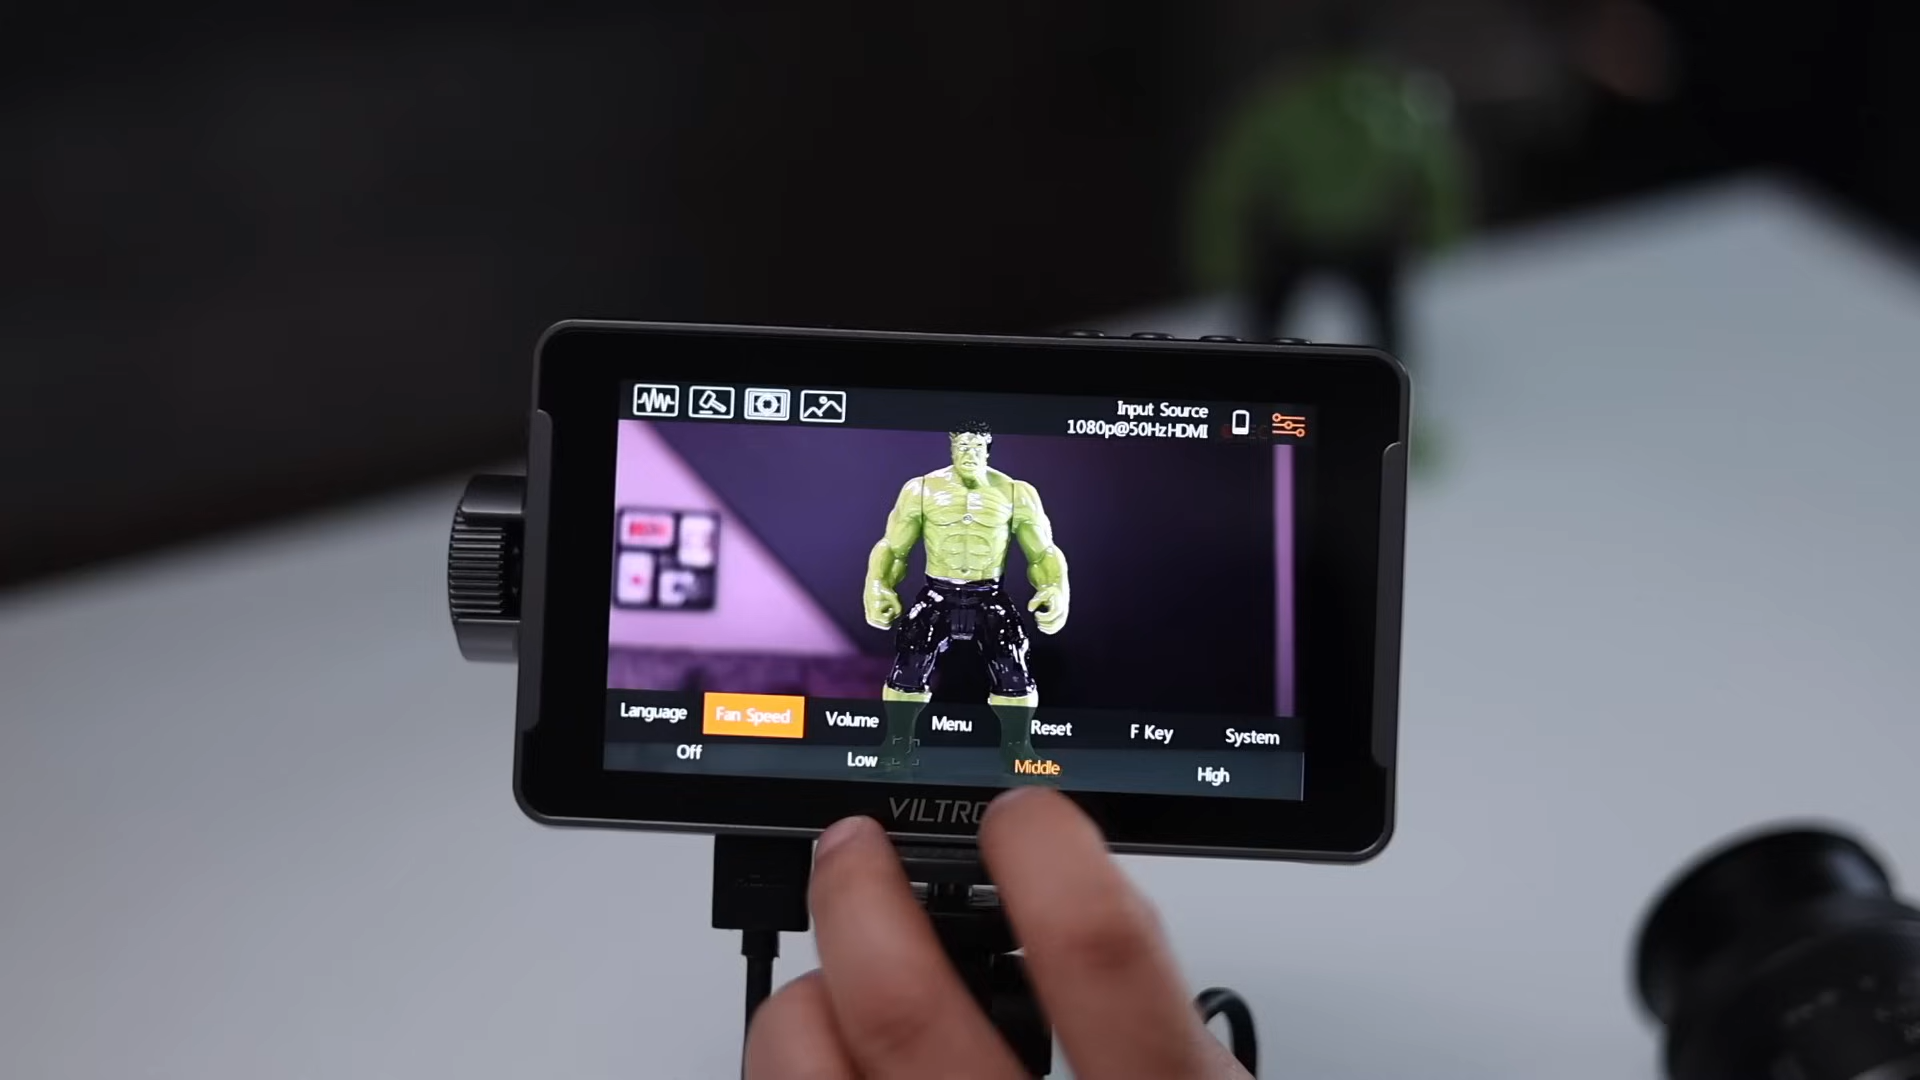 Input Source
1080p@50Hz HDMI
Language Fan Speed Volume Menu Reset F Key System
Off Low Middle High
VILTRO